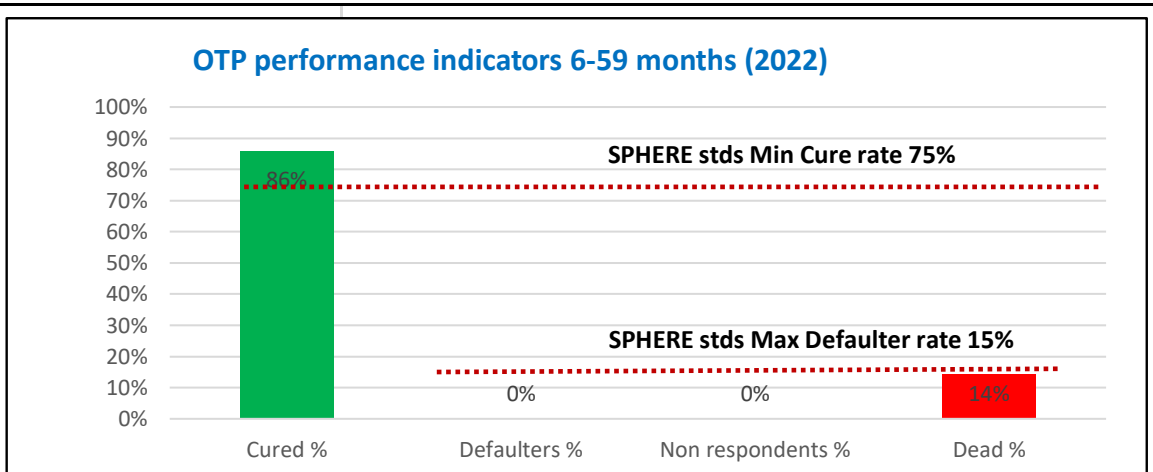 OTP performance indicators 6-59 months (2022)
100%
90%
80%
70%
60%
50%
40%
30%
20%
10%
0%
SPHERE stds Min Cure rate 75%
86%
SPHERE stds Max Defaulter rate 15%
0%
0%
14%
Cured %
Defaulters %
Non respondents %
Dead %